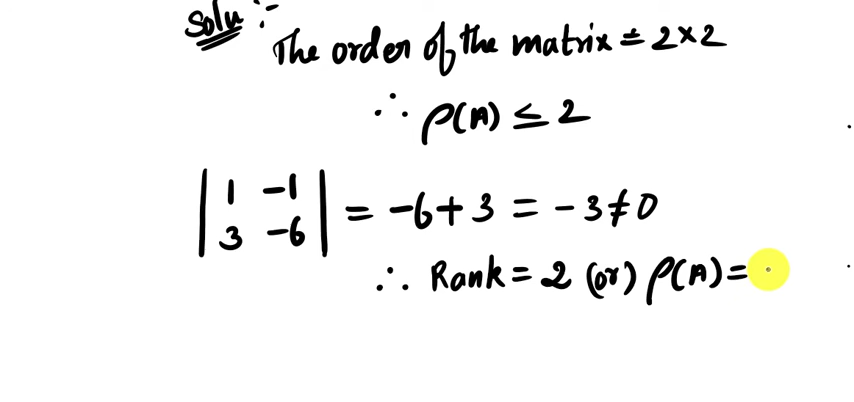 Solu :-
The order of the matrix = 2×2
∴ ρ(A) ≤ 2
| 1 -1 |
| 3 -6 | = -6+3 = -3≠0
∴ Rank = 2 (or) ρ(A) =